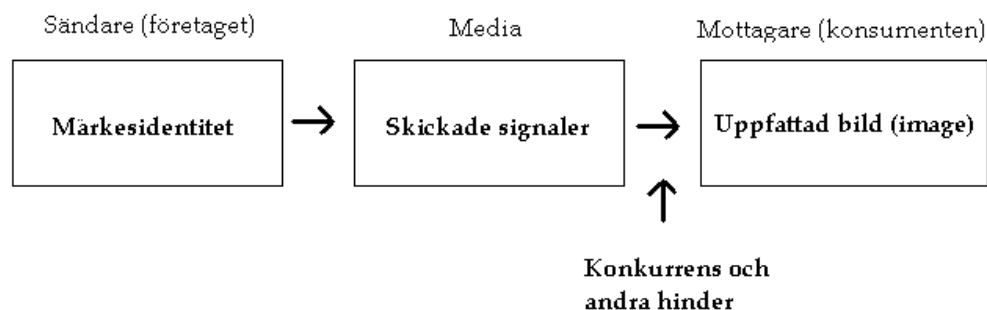 Sändare (företaget)
Media
Mottagare (konsumenten)
Märkesidentitet
Skickade signaler
Uppfattad bild (image)
Konkurrens och
andra hinder